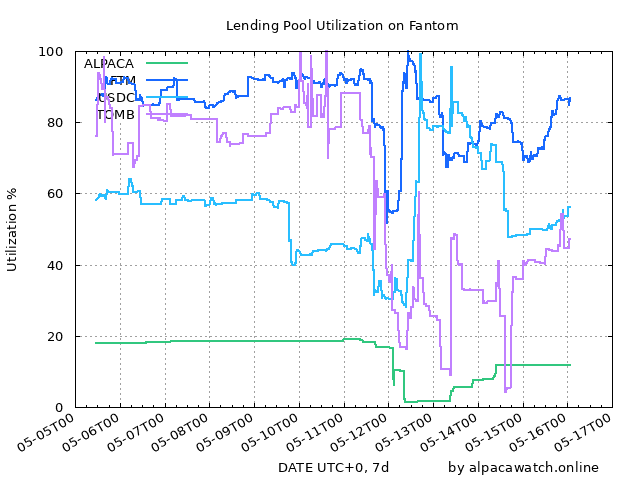 Lending Pool Utilization on Fantom
Utilization %
100
80
60
40
20
0
ALPACA
FTM
USDC
TOMB
05-05T00
05-06T00
05-07T00
05-08T00
05-09T00
05-10T00
05-11T00
05-12T00
05-13T00
05-14T00
05-15T00
05-16T00
05-17T00
DATE UTC+0, 7d
by alpacawatch.online